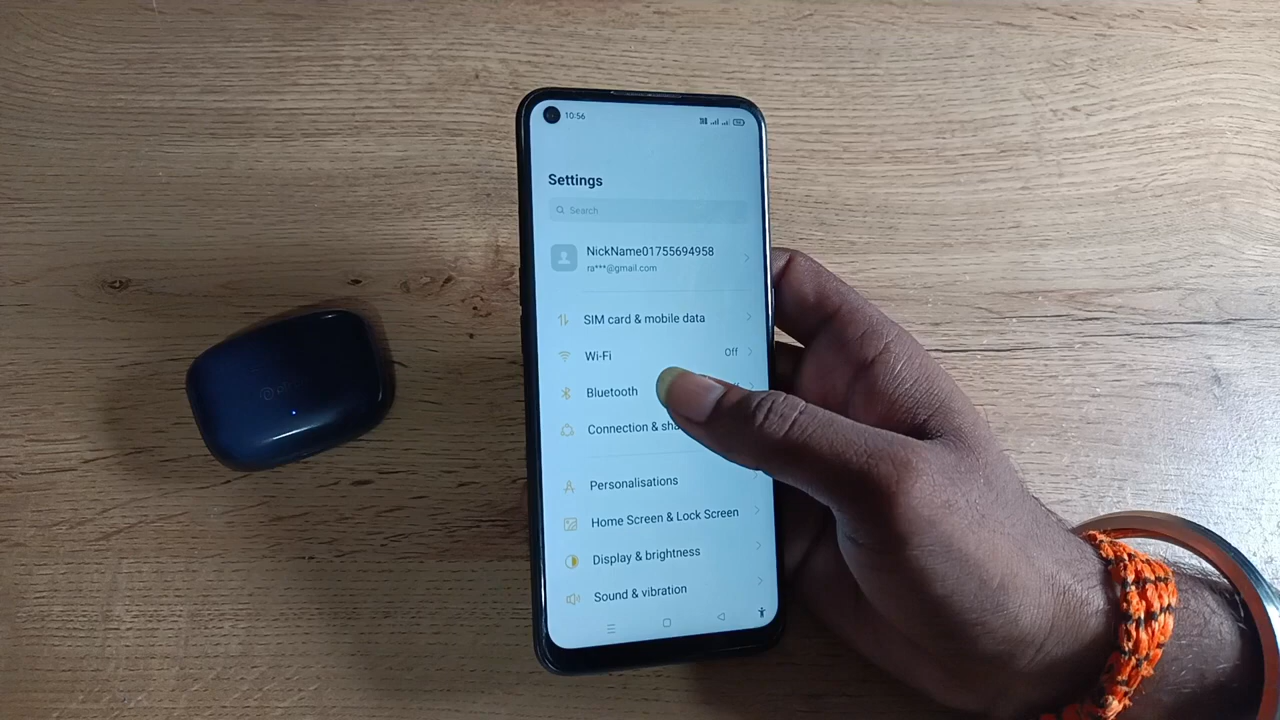 10:56
Settings
Search
NickName01755694958
ra***@gmail.com
SIM card & mobile data
Wi-Fi Off
Bluetooth
Connection & sha
Personalisations
Home Screen & Lock Screen
Display & brightness
Sound & vibration